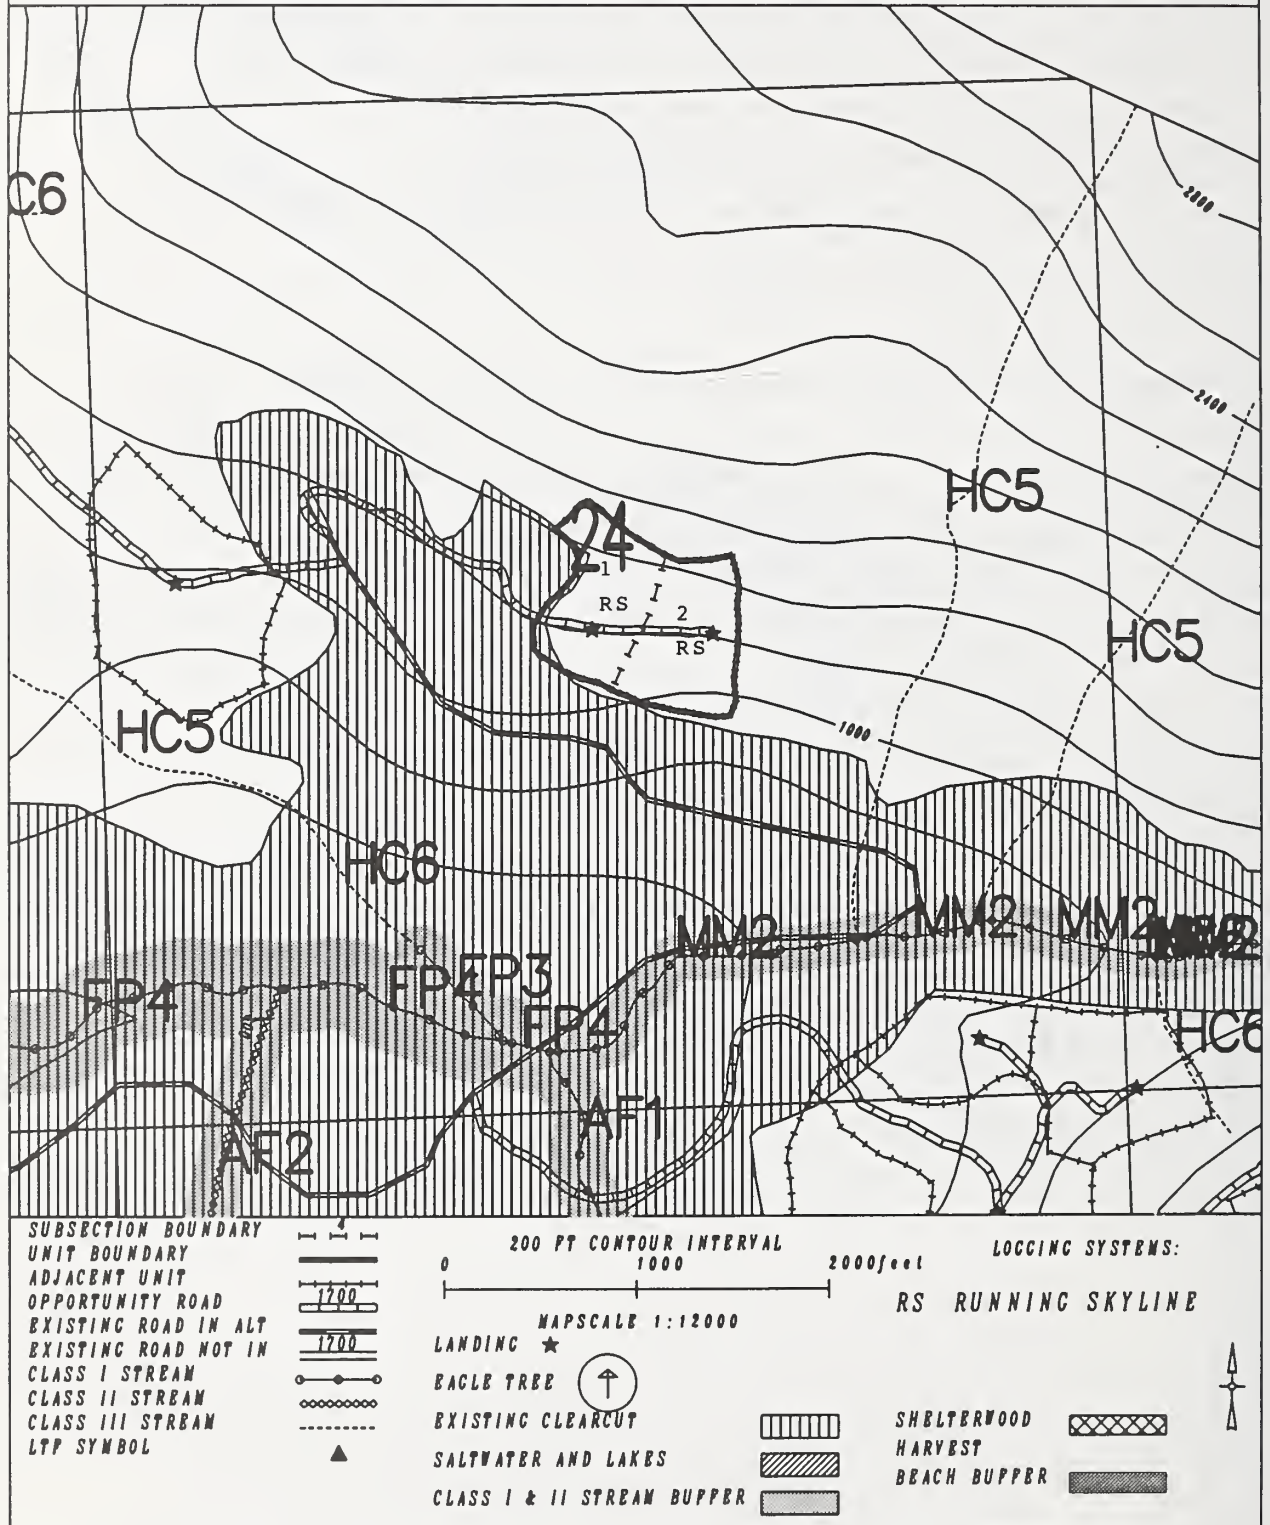 C6
2800
2400
HC5
24
1
RS
2
RS
HC5
HC5
1000
HC6
MM2
MM2
MM2
FP4
FP4
FP3
FP4
HC6
AF1
AF2
SUBSECTION BOUNDARY
UNIT BOUNDARY
ADJACENT UNIT
OPPORTUNITY ROAD 1700
EXISTING ROAD IN ALT
EXISTING ROAD NOT IN 1700
CLASS I STREAM
CLASS II STREAM
CLASS III STREAM
LTF SYMBOL
200 FT CONTOUR INTERVAL
0 1000 2000feet
MAPSCALE 1:12000
LANDING
EAGLE TREE
EXISTING CLEARCUT
SALTWATER AND LAKES
CLASS I & II STREAM BUFFER
LOGGING SYSTEMS:
RS RUNNING SKYLINE
SHELTERWOOD
HARVEST
BEACH BUFFER